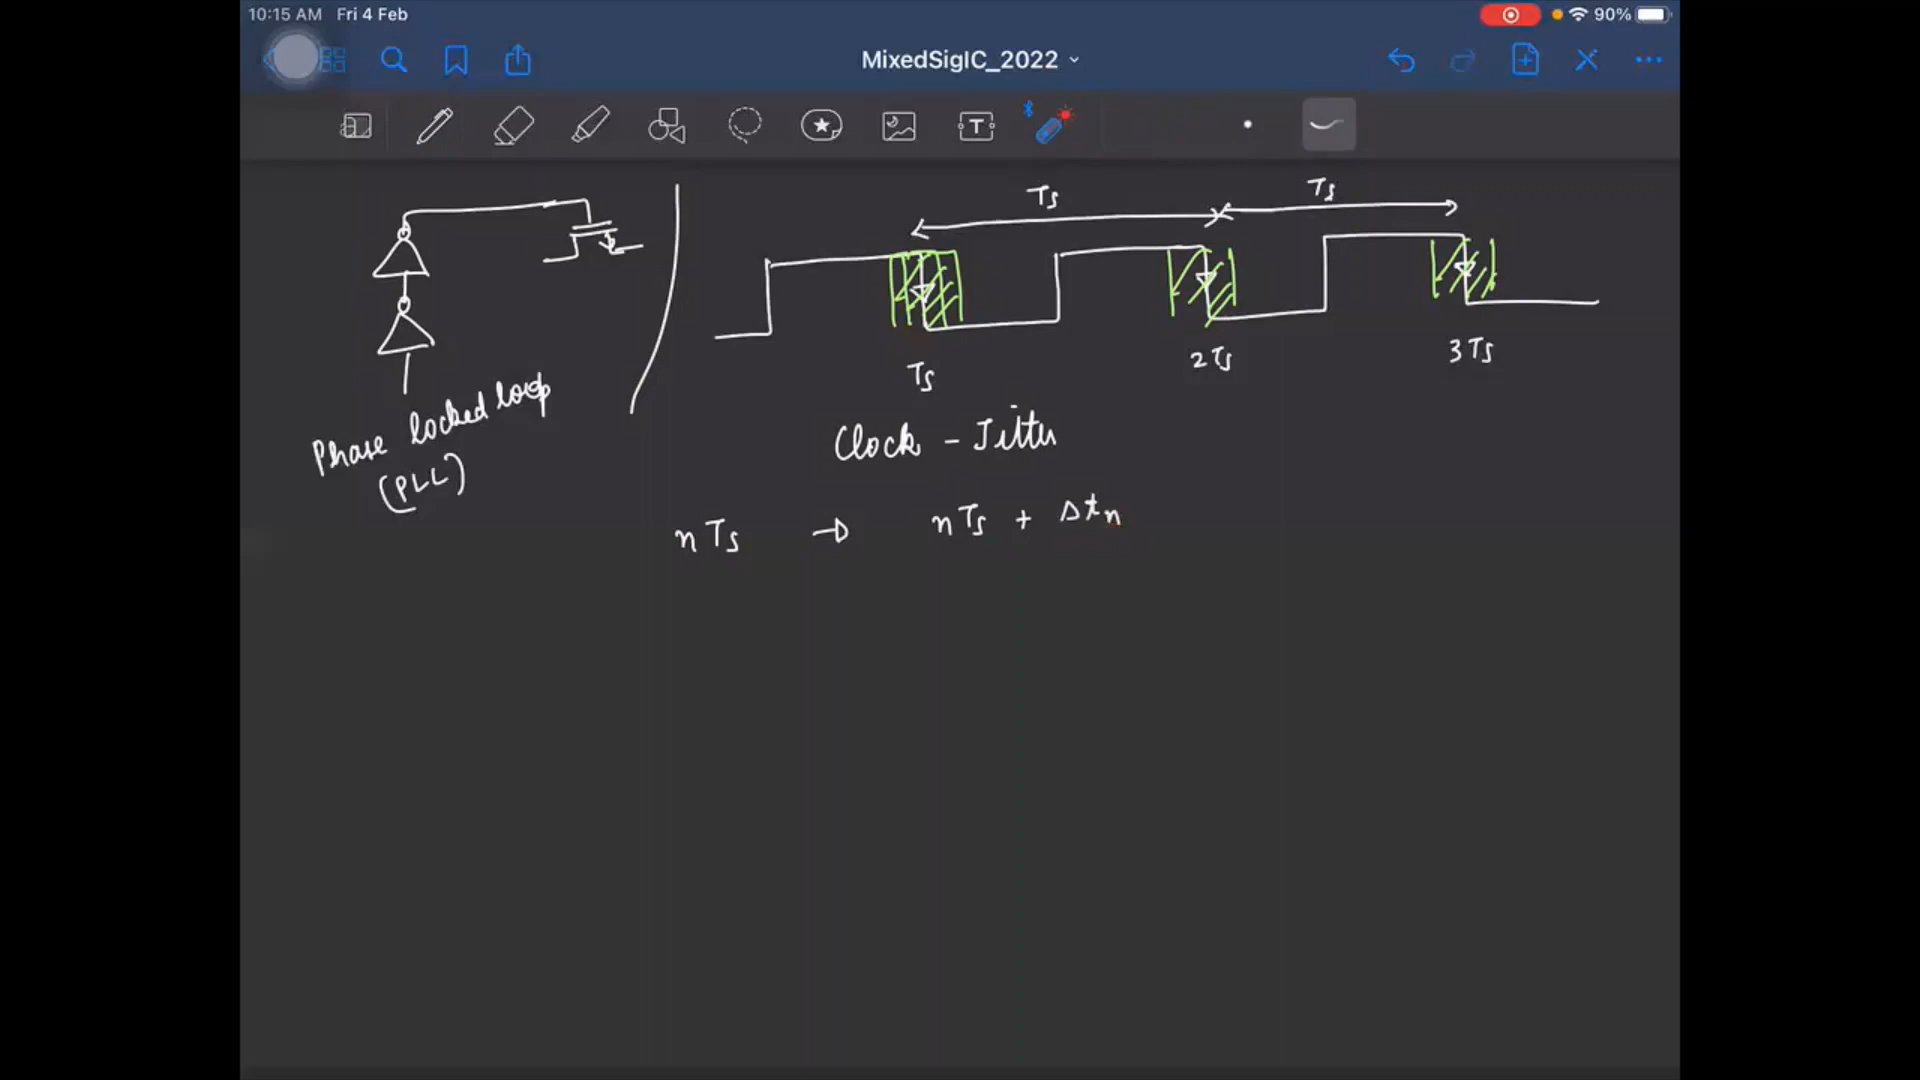 10:15 AM Fri 4 Feb
90%
MixedSigIC_2022
T
Ts
Ts
Ts
2Ts
3Ts
Phase locked loop
(PLL)
Clock - Jitter
nTs → nTs + Δtn